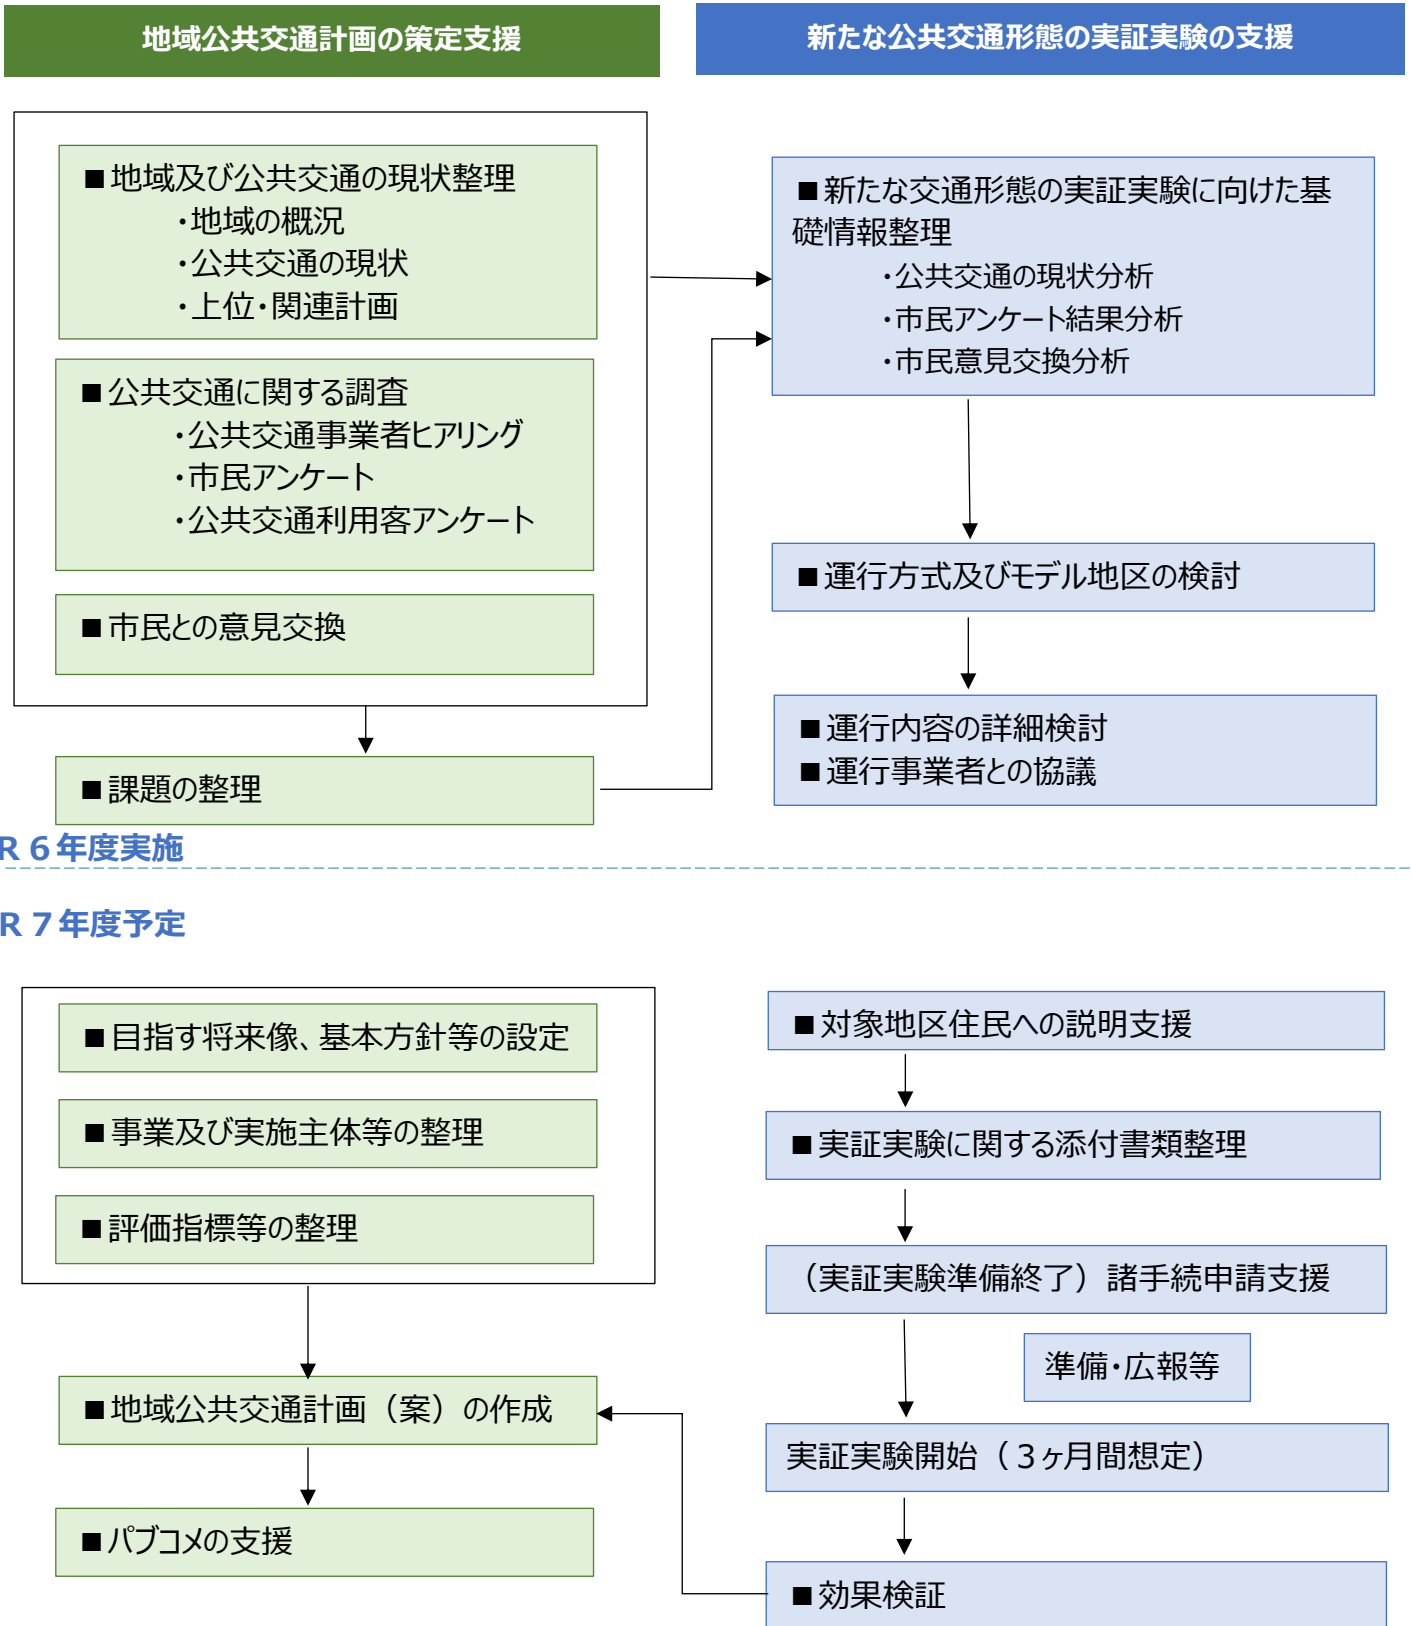 地域公共交通計画の策定支援
新たな公共交通形態の実証実験の支援
■地域及び公共交通の現状整理
・地域の概況
・公共交通の現状
・上位・関連計画
■公共交通に関する調査
・公共交通事業者ヒアリング
・市民アンケート
・公共交通利用客アンケート
■市民との意見交換
■課題の整理
■新たな交通形態の実証実験に向けた基
礎情報整理
・公共交通の現状分析
・市民アンケート結果分析
・市民意見交換分析
■運行方式及びモデル地区の検討
■運行内容の詳細検討
■運行事業者との協議
R６年度実施
R７年度予定
■目指す将来像、基本方針等の設定
■事業及び実施主体等の整理
■評価指標等の整理
■地域公共交通計画（案）の作成
■パブコメの支援
■対象地区住民への説明支援
■実証実験に関する添付書類整理
（実証実験準備終了）諸手続申請支援
準備・広報等
実証実験開始（３ヶ月間想定）
■効果検証